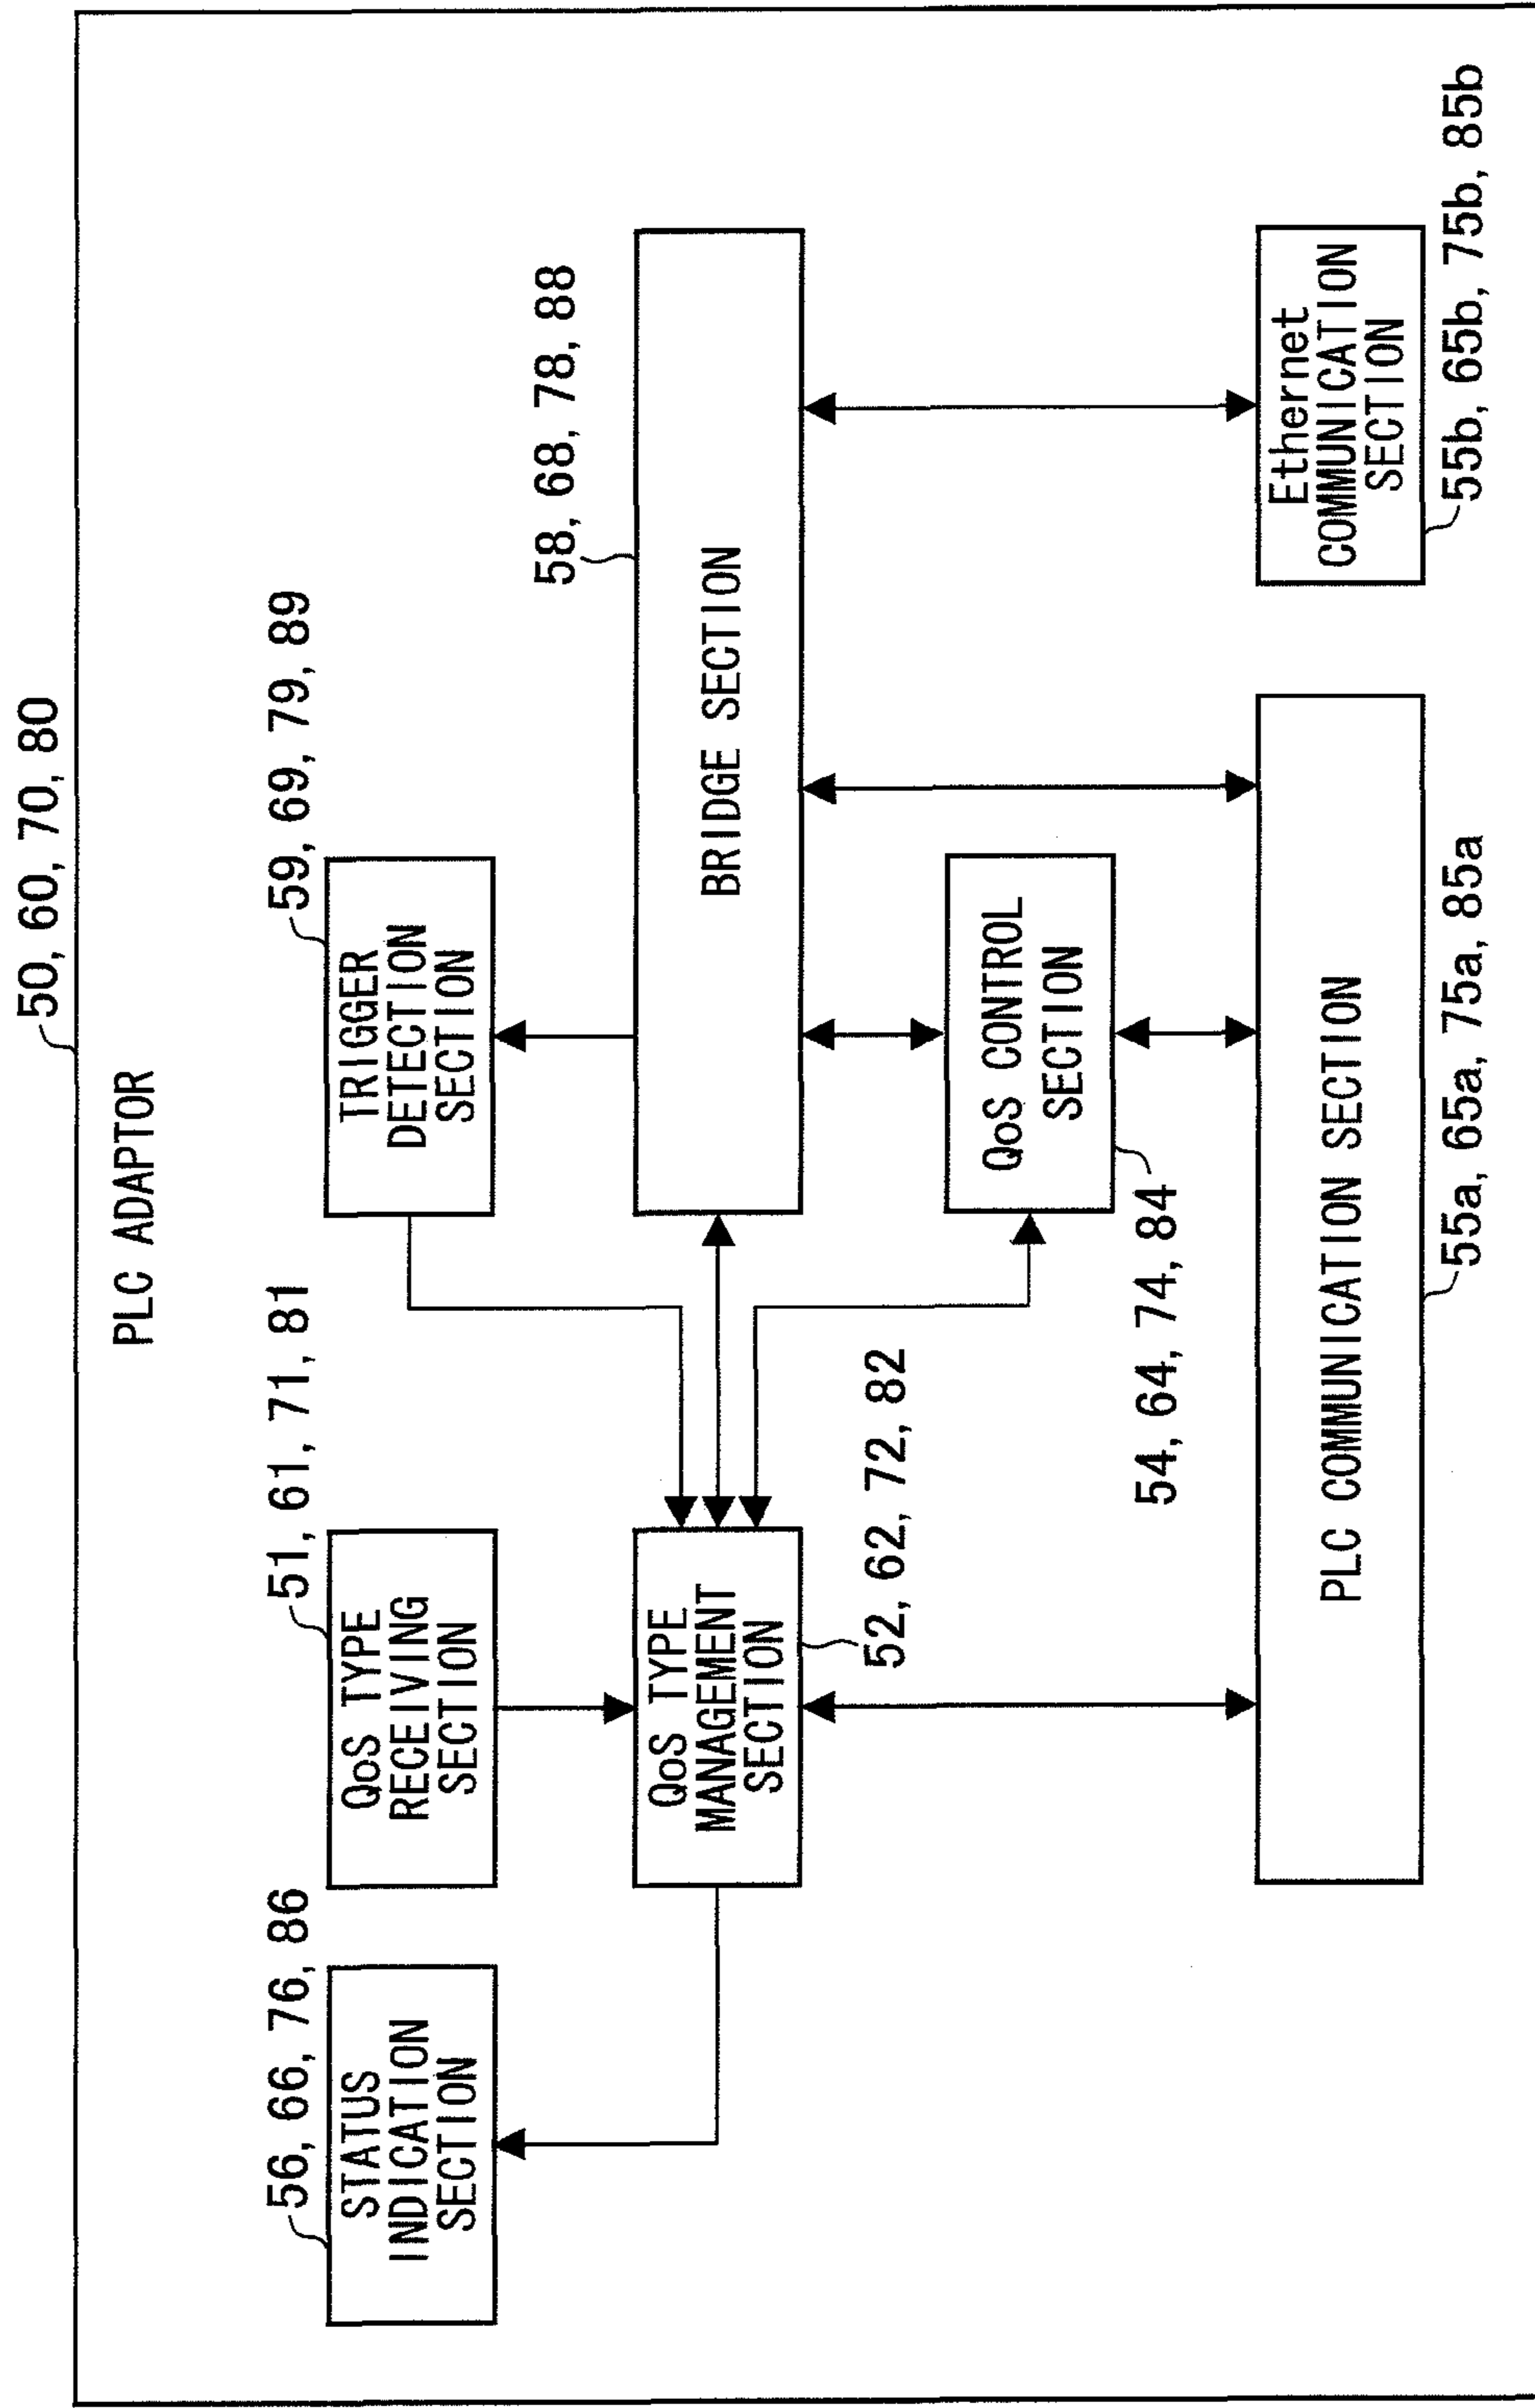 50, 60, 70, 80
PLC ADAPTOR
56, 66, 76, 86
STATUS
INDICATION
SECTION
51, 61, 71, 81
QoS TYPE
RECEIVING
SECTION
59, 69, 79, 89
TRIGGER
DETECTION
SECTION
58, 68, 78, 88
QoS TYPE
MANAGEMENT
SECTION
52, 62, 72, 82
BRIDGE SECTION
QoS CONTROL
SECTION
54, 64, 74, 84
PLC COMMUNICATION SECTION
55a, 65a, 75a, 85a
Ethernet
COMMUNICATION
SECTION
55b, 65b, 75b, 85b